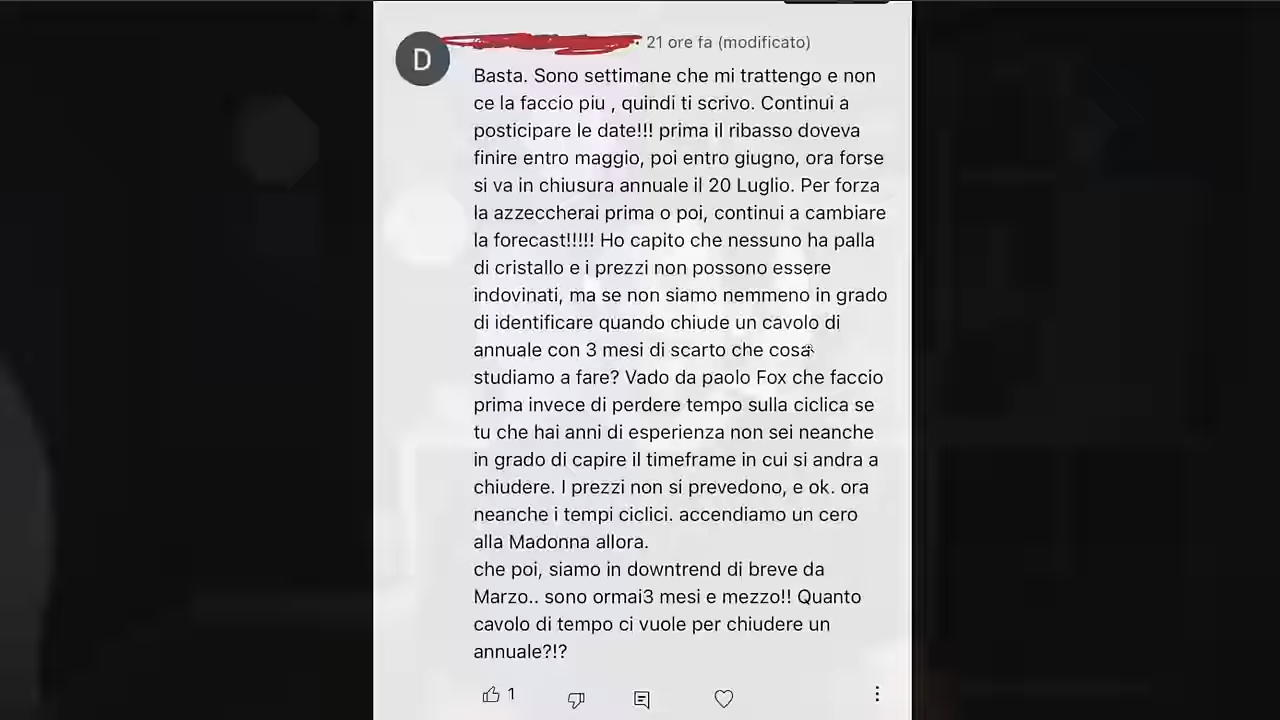 D
21 ore fa (modificato)
Basta. Sono settimane che mi trattengo e non
ce la faccio piu , quindi ti scrivo. Continui a
posticipare le date!!! prima il ribasso doveva
finire entro maggio, poi entro giugno, ora forse
si va in chiusura annuale il 20 Luglio. Per forza
la azzeccherai prima o poi, continui a cambiare
la forecast!!!!! Ho capito che nessuno ha palla
di cristallo e i prezzi non possono essere
indovinati, ma se non siamo nemmeno in grado
di identificare quando chiude un cavolo di
annuale con 3 mesi di scarto che cosa
studiamo a fare? Vado da paolo Fox che faccio
prima invece di perdere tempo sulla ciclica se
tu che hai anni di esperienza non sei neanche
in grado di capire il timeframe in cui si andra a
chiudere. I prezzi non si prevedono, e ok. ora
neanche i tempi ciclici. accendiamo un cero
alla Madonna allora.
che poi, siamo in downtrend di breve da
Marzo.. sono ormai3 mesi e mezzo!! Quanto
cavolo di tempo ci vuole per chiudere un
annuale?!?
1